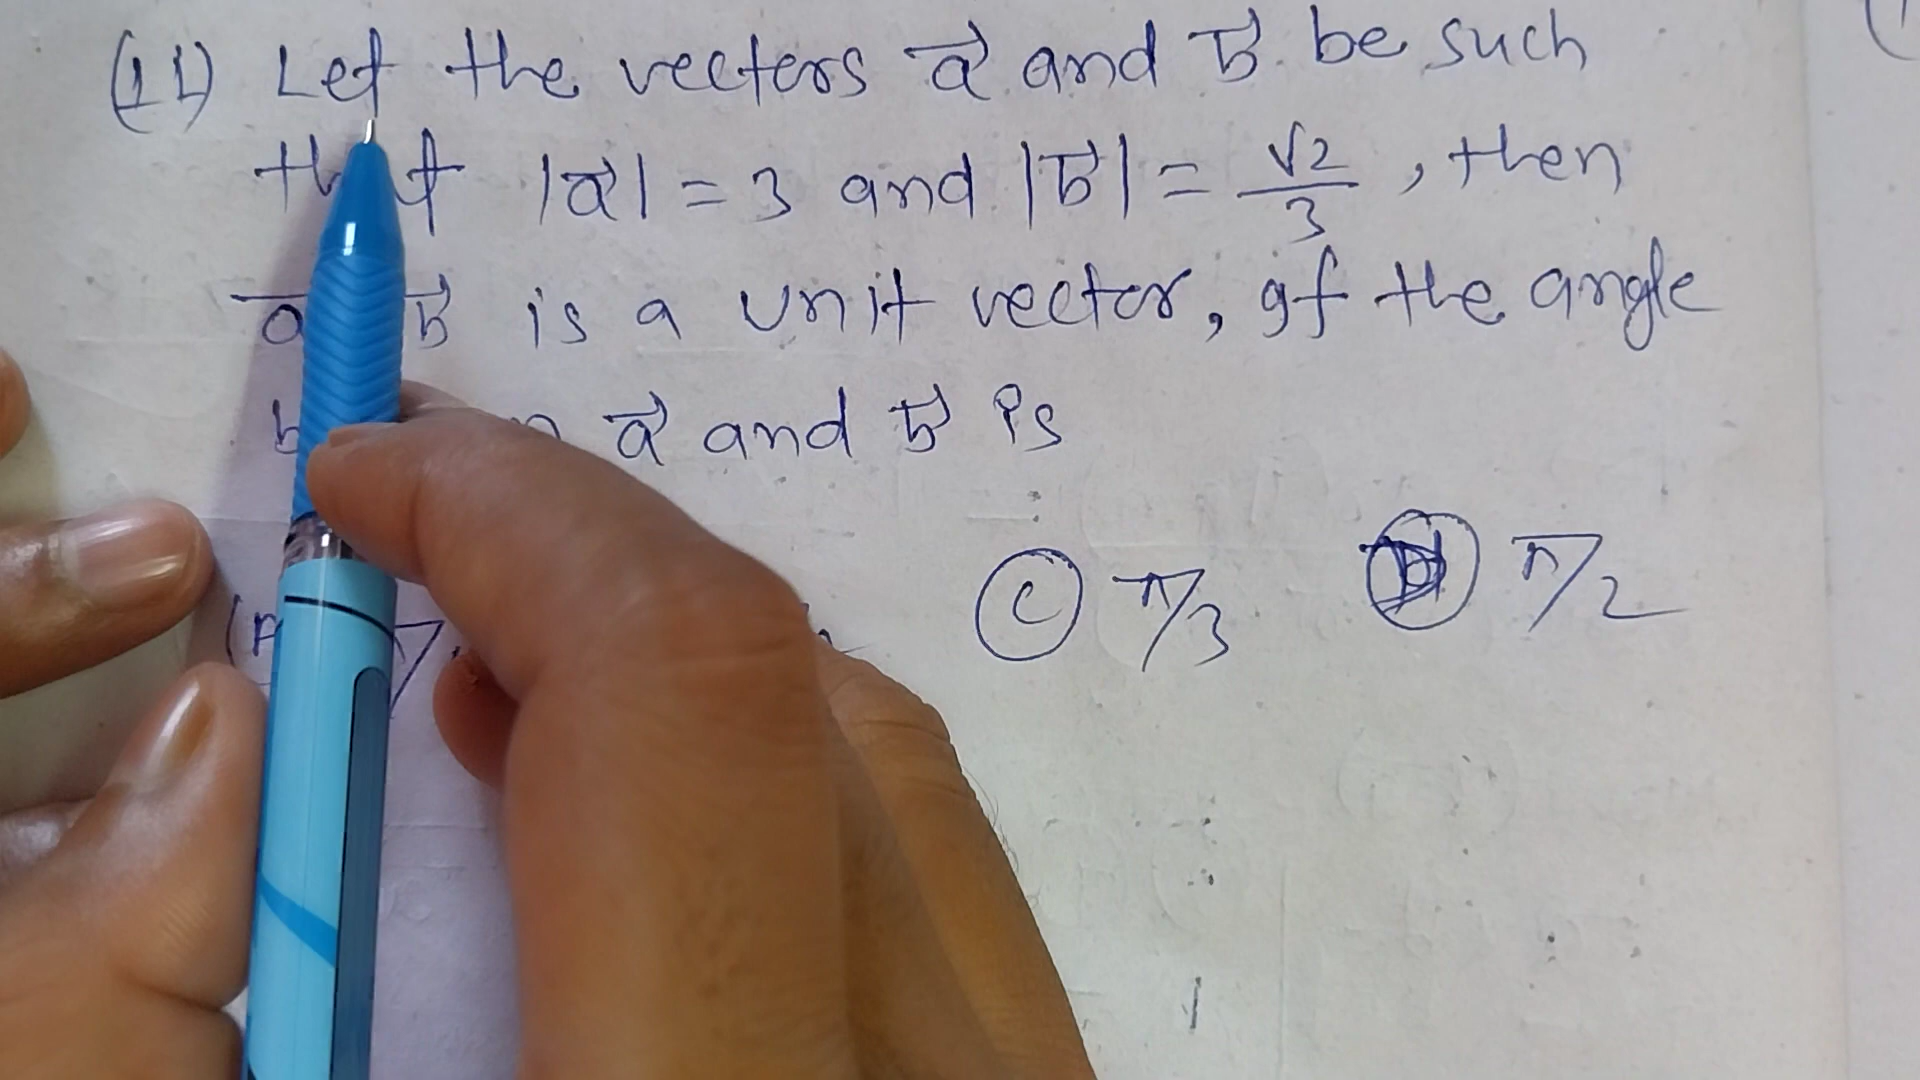 (11) Let the vectors a⃗ and b⃗ be such
that |a⃗| = 3 and |b⃗| = √2/3, then
a⃗ b⃗ is a unit vector, gf the angle
a⃗ and b⃗ is
(c) π/3 (D) π/2